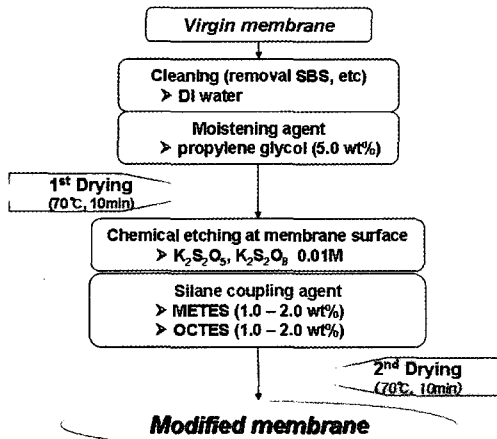 Virgin membrane
Cleaning (removal SBS, etc)
➢ DI water
Moistening agent
➢ propylene glycol (5.0 wt%)
1st Drying
(70℃, 10min)
Chemical etching at membrane surface
➢ K₂S₂O₅, K₂S₂O₈ 0.01M
Silane coupling agent
➢ METES (1.0 – 2.0 wt%)
➢ OCTES (1.0 – 2.0 wt%)
2nd Drying
(70℃, 10min)
Modified membrane